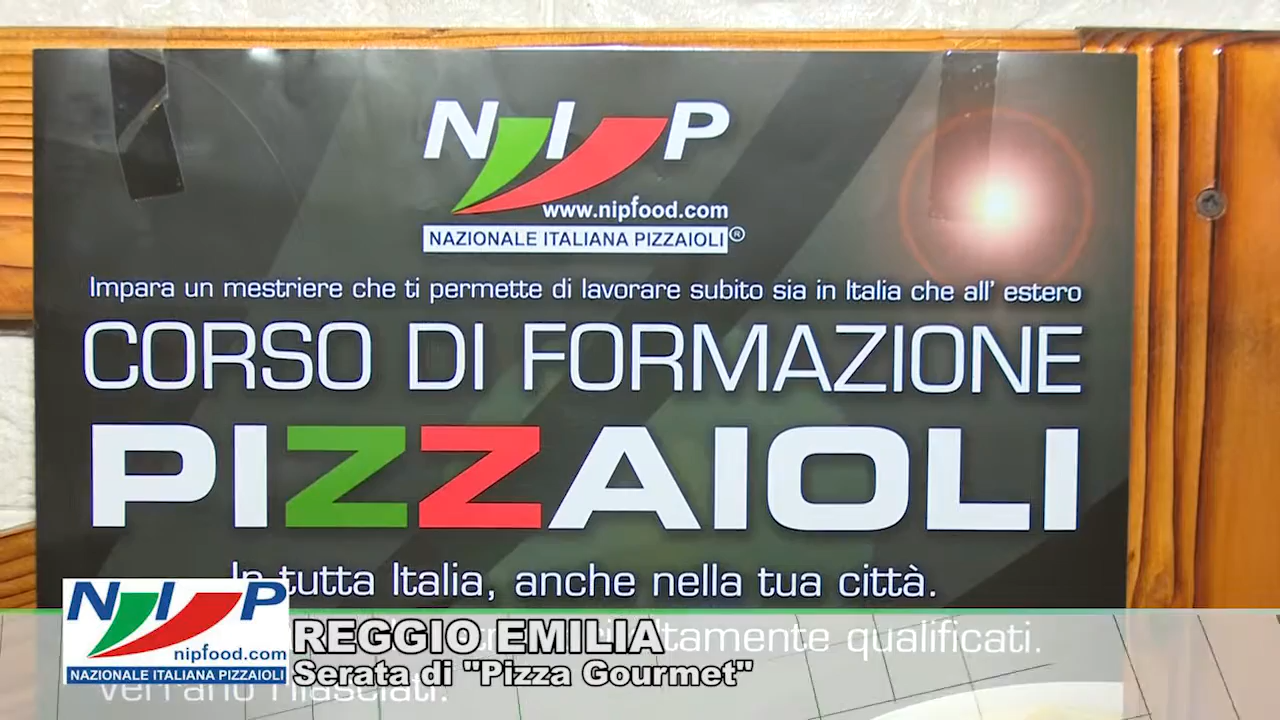 NIP
www.nipfood.com
NAZIONALE ITALIANA PIZZAIOLI®
Impara un mestriere che ti permette di lavorare subito sia in Italia che all' estero
CORSO DI FORMAZIONE
PIZZAIOLI
In tutta Italia, anche nella tua città.
qualificati.
NIP
nipfood.com
NAZIONALE ITALIANA PIZZAIOLI
REGGIO EMILIA
Serata di "Pizza Gourmet"